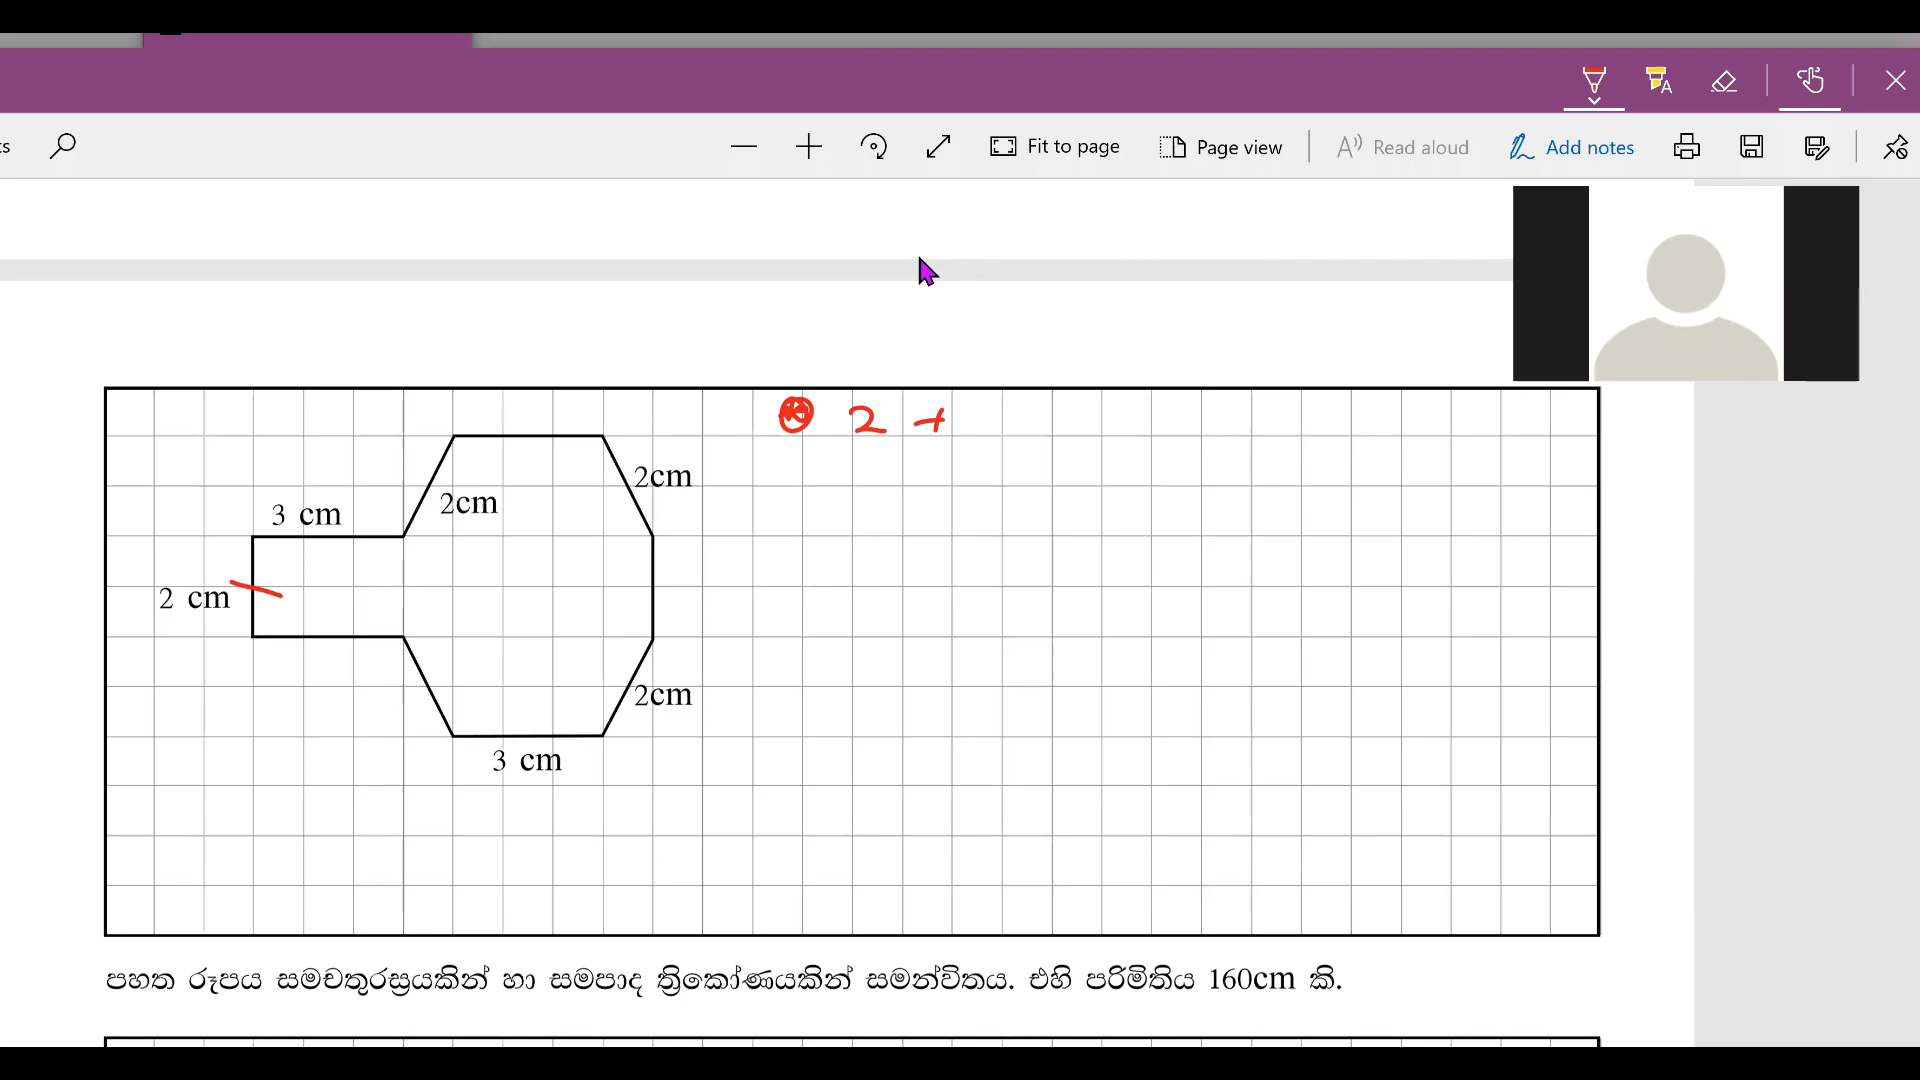 s
Fit to page
Page view
Read aloud
Add notes
2 +
2cm
2cm
3 cm
2 cm
2cm
3 cm
පහත රූපය සමචතුරස්‍රයකින් හා සමපාද ත්‍රිකෝණයකින් සමන්විතය. එහි පරිමිතිය 160cm කි.